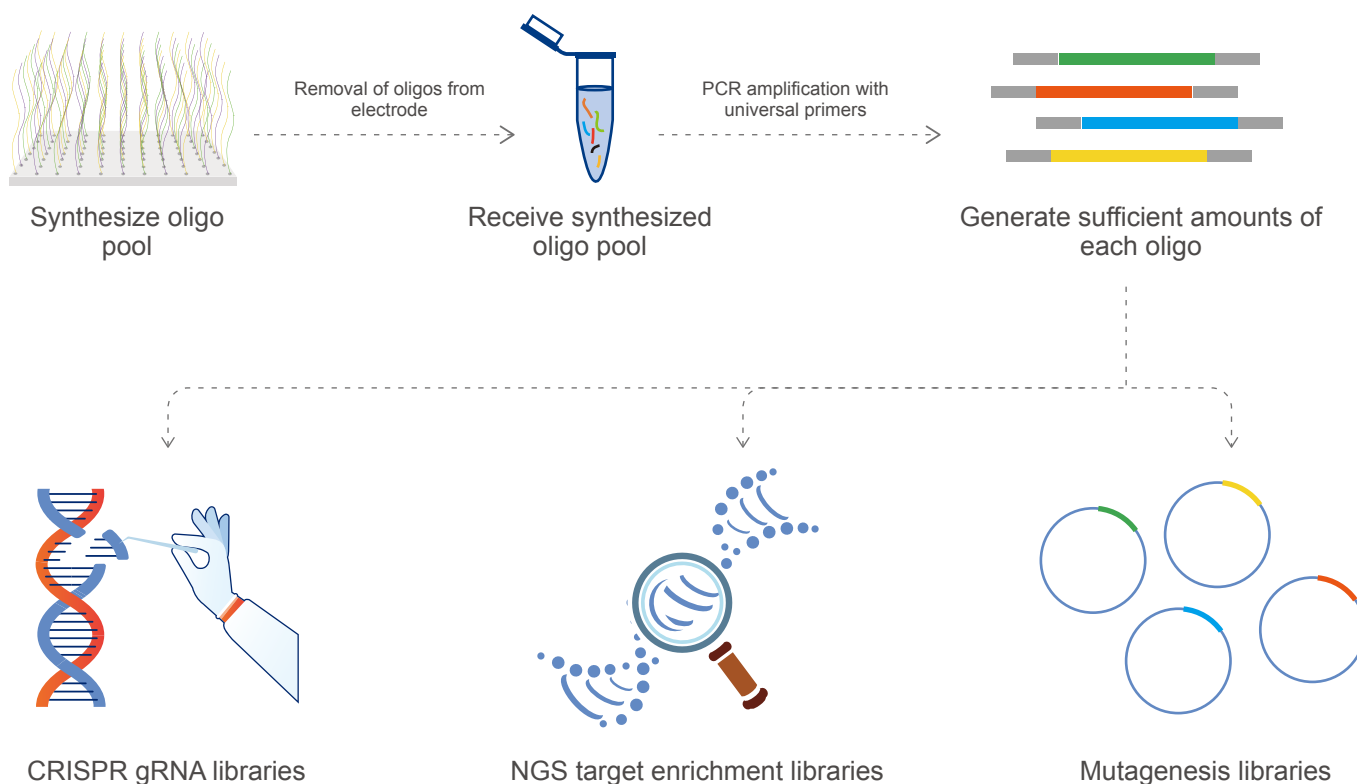 Removal of oligos from
electrode
PCR amplification with
universal primers
Synthesize oligo
pool
Receive synthesized
oligo pool
Generate sufficient amounts of
each oligo
CRISPR gRNA libraries
NGS target enrichment libraries
Mutagenesis libraries